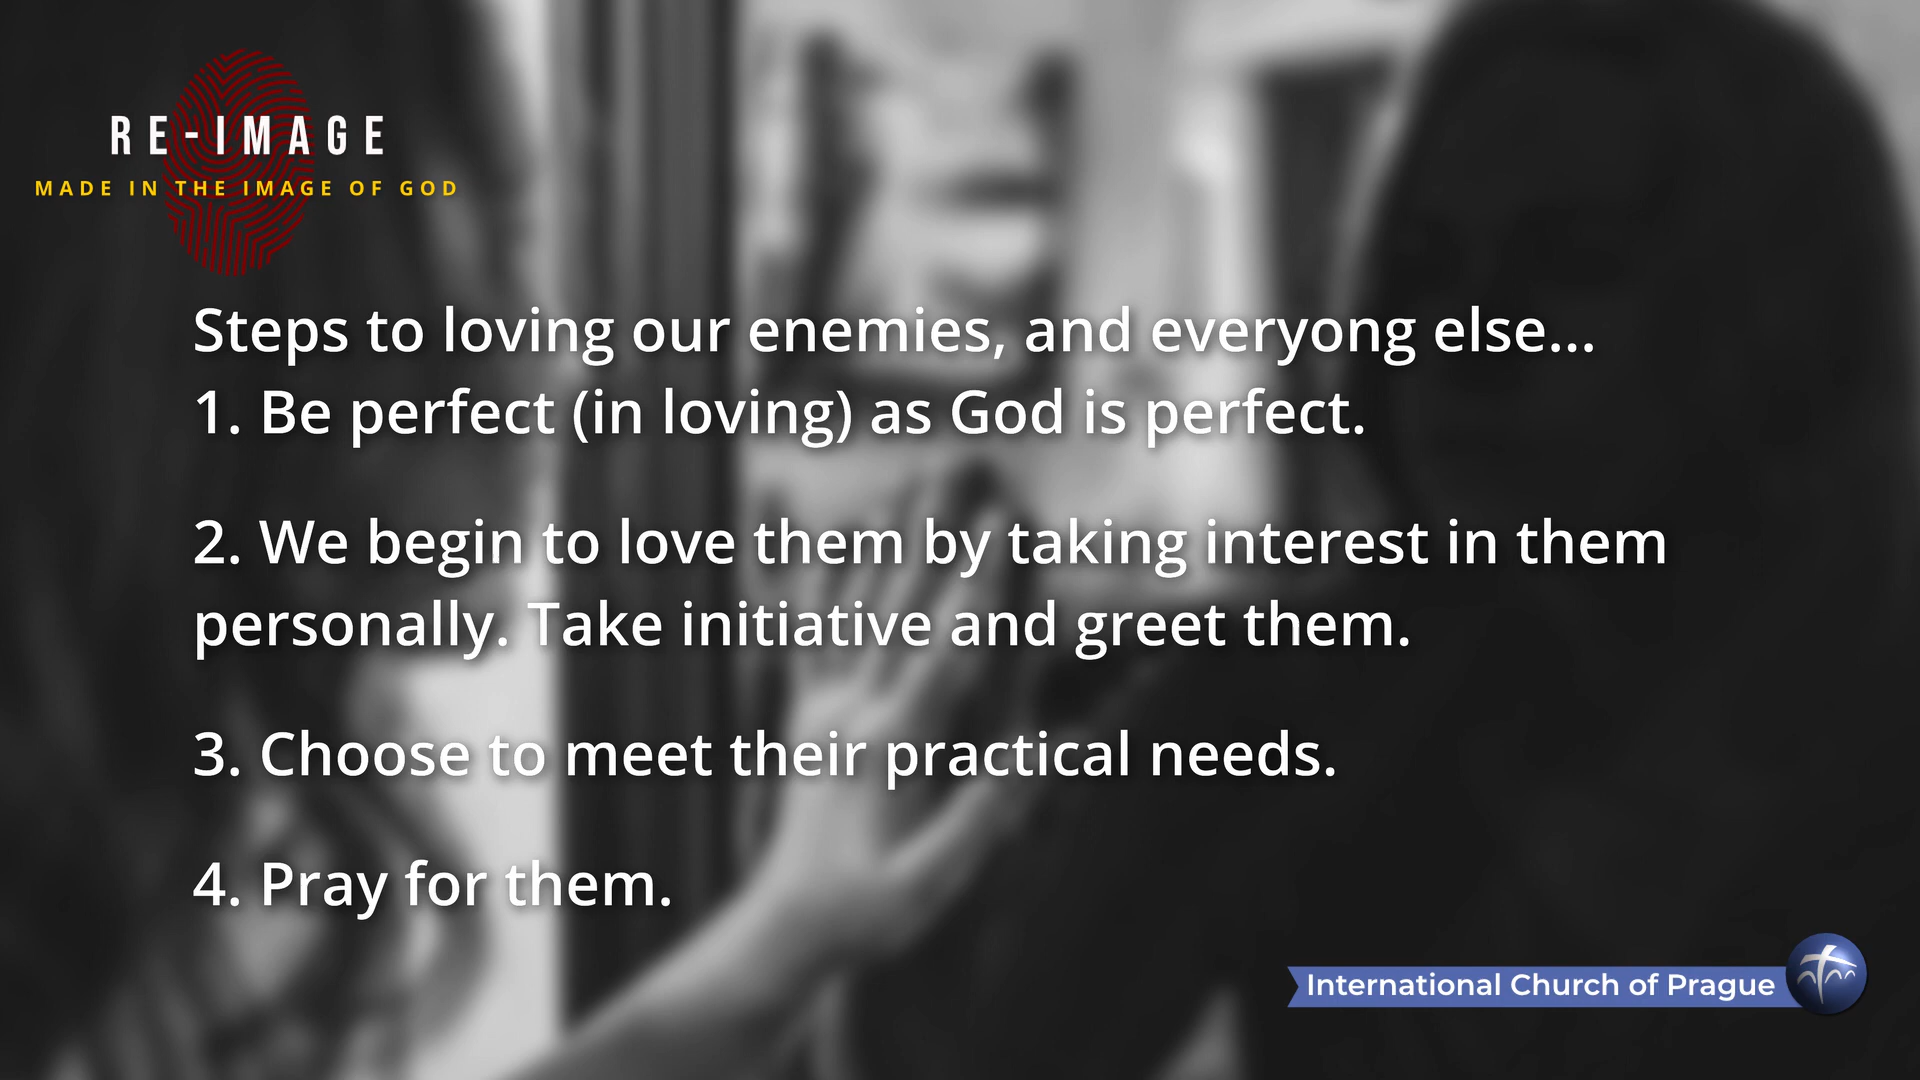 RE-IMAGE
MADE IN THE IMAGE OF GOD
Steps to loving our enemies, and everyong else...
1. Be perfect (in loving) as God is perfect.
2. We begin to love them by taking interest in them
personally. Take initiative and greet them.
3. Choose to meet their practical needs.
4. Pray for them.
International Church of Prague